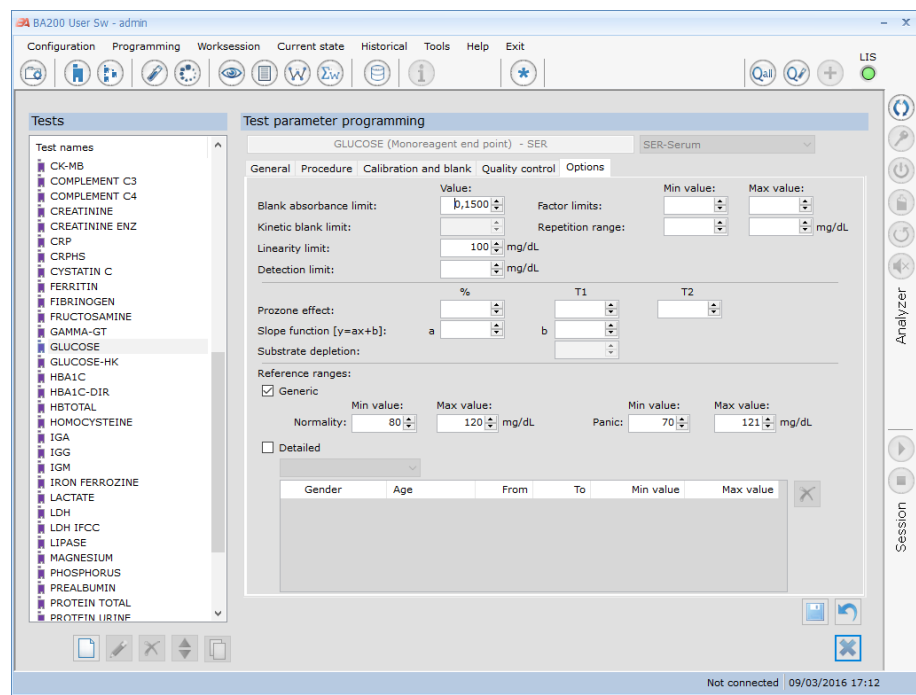 BA200 User Sw - admin
Configuration Programming Worksession Current state Historical Tools Help Exit
Qall
LIS
Tests
Test parameter programming
Test names
CK-MB
COMPLEMENT C3
COMPLEMENT C4
CREATININE
CREATININE ENZ
CRP
CRPHS
CYSTATIN C
FERRITIN
FIBRINOGEN
FRUCTOSAMINE
GAMMA-GT
GLUCOSE
GLUCOSE-HK
HBA1C
HBA1C-DIR
HBTOTAL
HOMOCYSTEINE
IGA
IGG
IGM
IRON FERROZINE
LACTATE
LDH
LDH IFCC
LIPASE
MAGNESIUM
PHOSPHORUS
PREALBUMIN
PROTEIN TOTAL
PROTEIN URINE
GLUCOSE (Monoreagent end point) - SER
SER-Serum
General Procedure Calibration and blank Quality control Options
Value: Min value: Max value:
Blank absorbance limit: 0,1500 Factor limits:
Kinetic blank limit: Repetition range: mg/dL
Linearity limit: 100 mg/dL
Detection limit: mg/dL
% T1 T2
Prozone effect:
Slope function [y=ax+b]: a b
Substrate depletion:
Reference ranges:
Generic
Min value: Max value: Min value: Max value:
Normality: 80 120 mg/dL Panic: 70 121 mg/dL
Detailed
Gender Age From To Min value Max value
Analyzer
Session
Not connected 09/03/2016 17:12